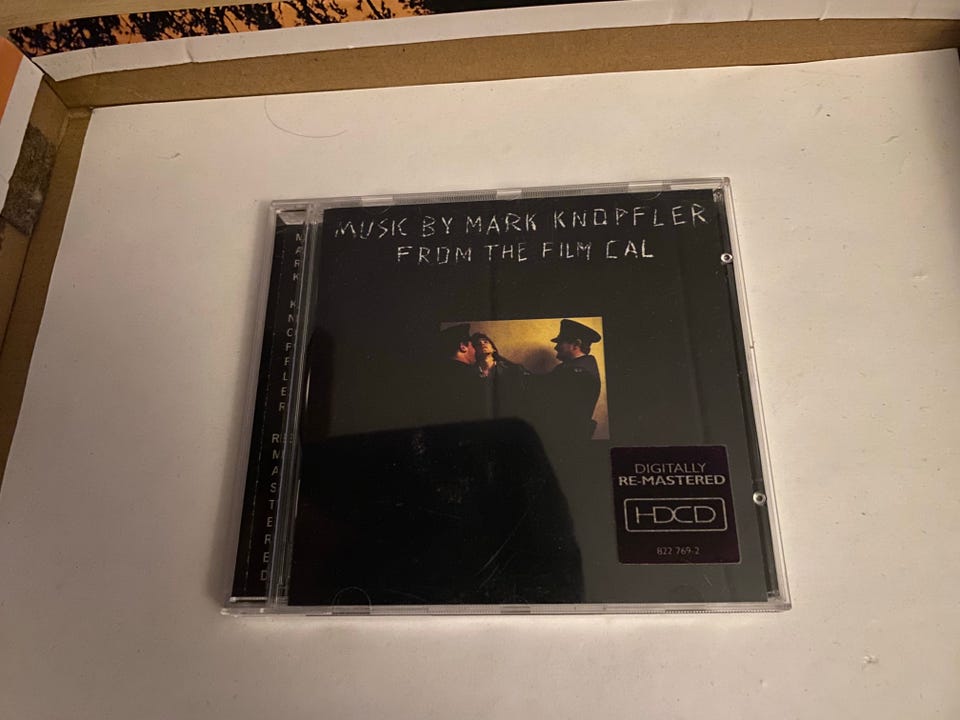 MUSIC BY MARK KNOPFLER
FROM THE FILM CAL
MARK KNOPFLER REMASTERED
DIGITALLY
RE-MASTERED
HDCD
822 769-2